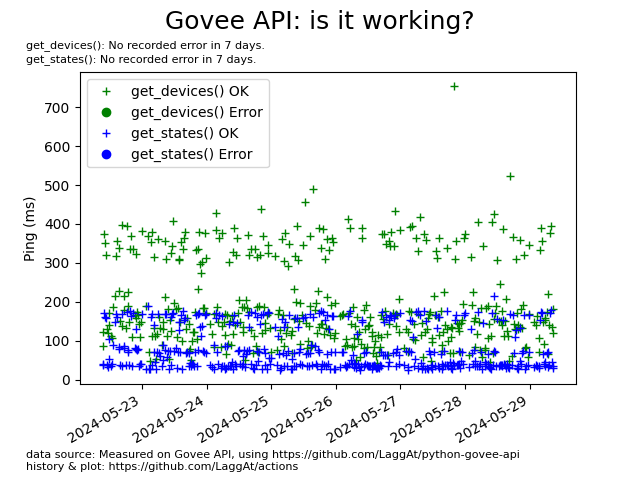 Govee API: is it working?
get_devices(): No recorded error in 7 days.
get_states(): No recorded error in 7 days.
get_devices() OK
get_devices() Error
get_states() OK
get_states() Error
Ping (ms)
700
600
500
400
300
200
100
0
2024-05-23
2024-05-24
2024-05-25
2024-05-26
2024-05-27
2024-05-28
2024-05-29
data source: Measured on Govee API, using https://github.com/LaggAt/python-govee-api
history & plot: https://github.com/LaggAt/actions